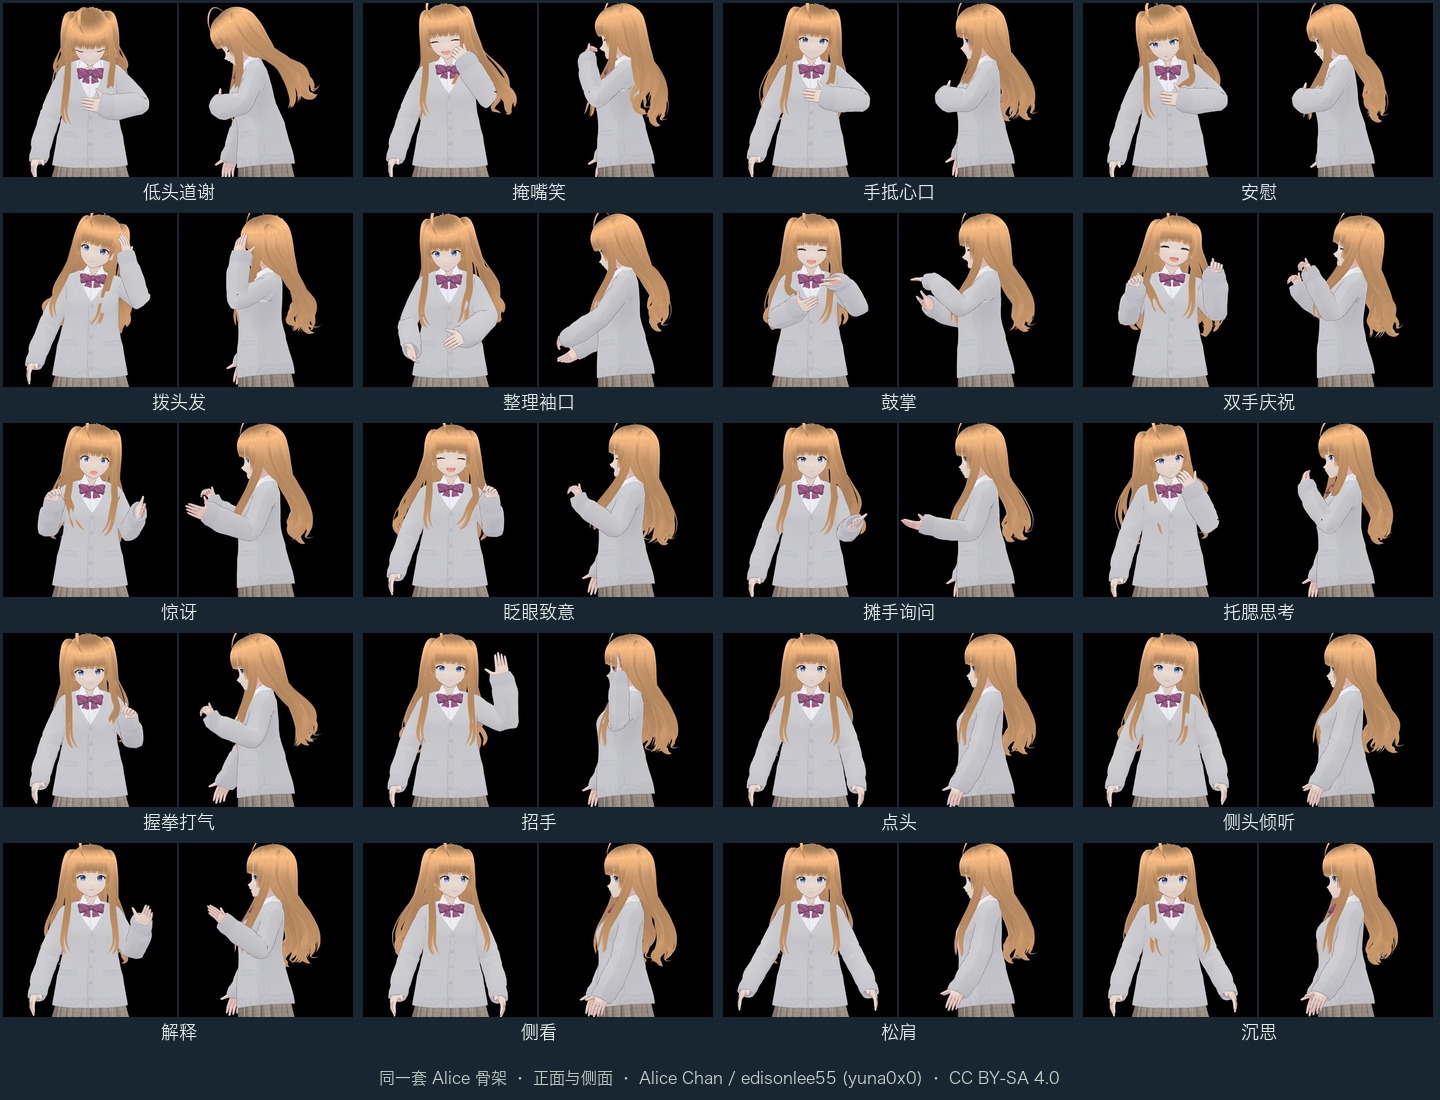 低头道谢
掩嘴笑
手抵心口
安慰
拨头发
整理袖口
鼓掌
双手庆祝
惊讶
眨眼致意
摊手询问
托腮思考
握拳打气
招手
点头
侧头倾听
解释
侧看
松肩
沉思
同一套 Alice 骨架 · 正面与侧面 · Alice Chan / edisonlee55 (yuna0x0) · CC BY-SA 4.0